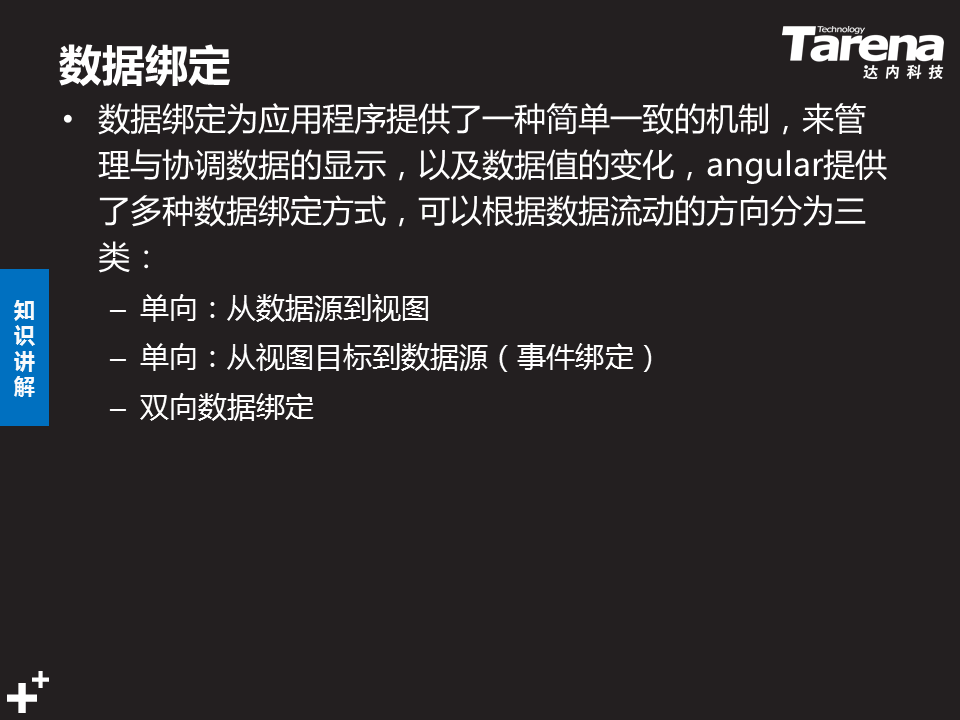 数据绑定
Technology
Tarena
达内科技
• 数据绑定为应用程序提供了一种简单一致的机制，来管
理与协调数据的显示，以及数据值的变化，angular提供
了多种数据绑定方式，可以根据数据流动的方向分为三
类：
– 单向：从数据源到视图
– 单向：从视图目标到数据源（事件绑定）
– 双向数据绑定
知
识
讲
解